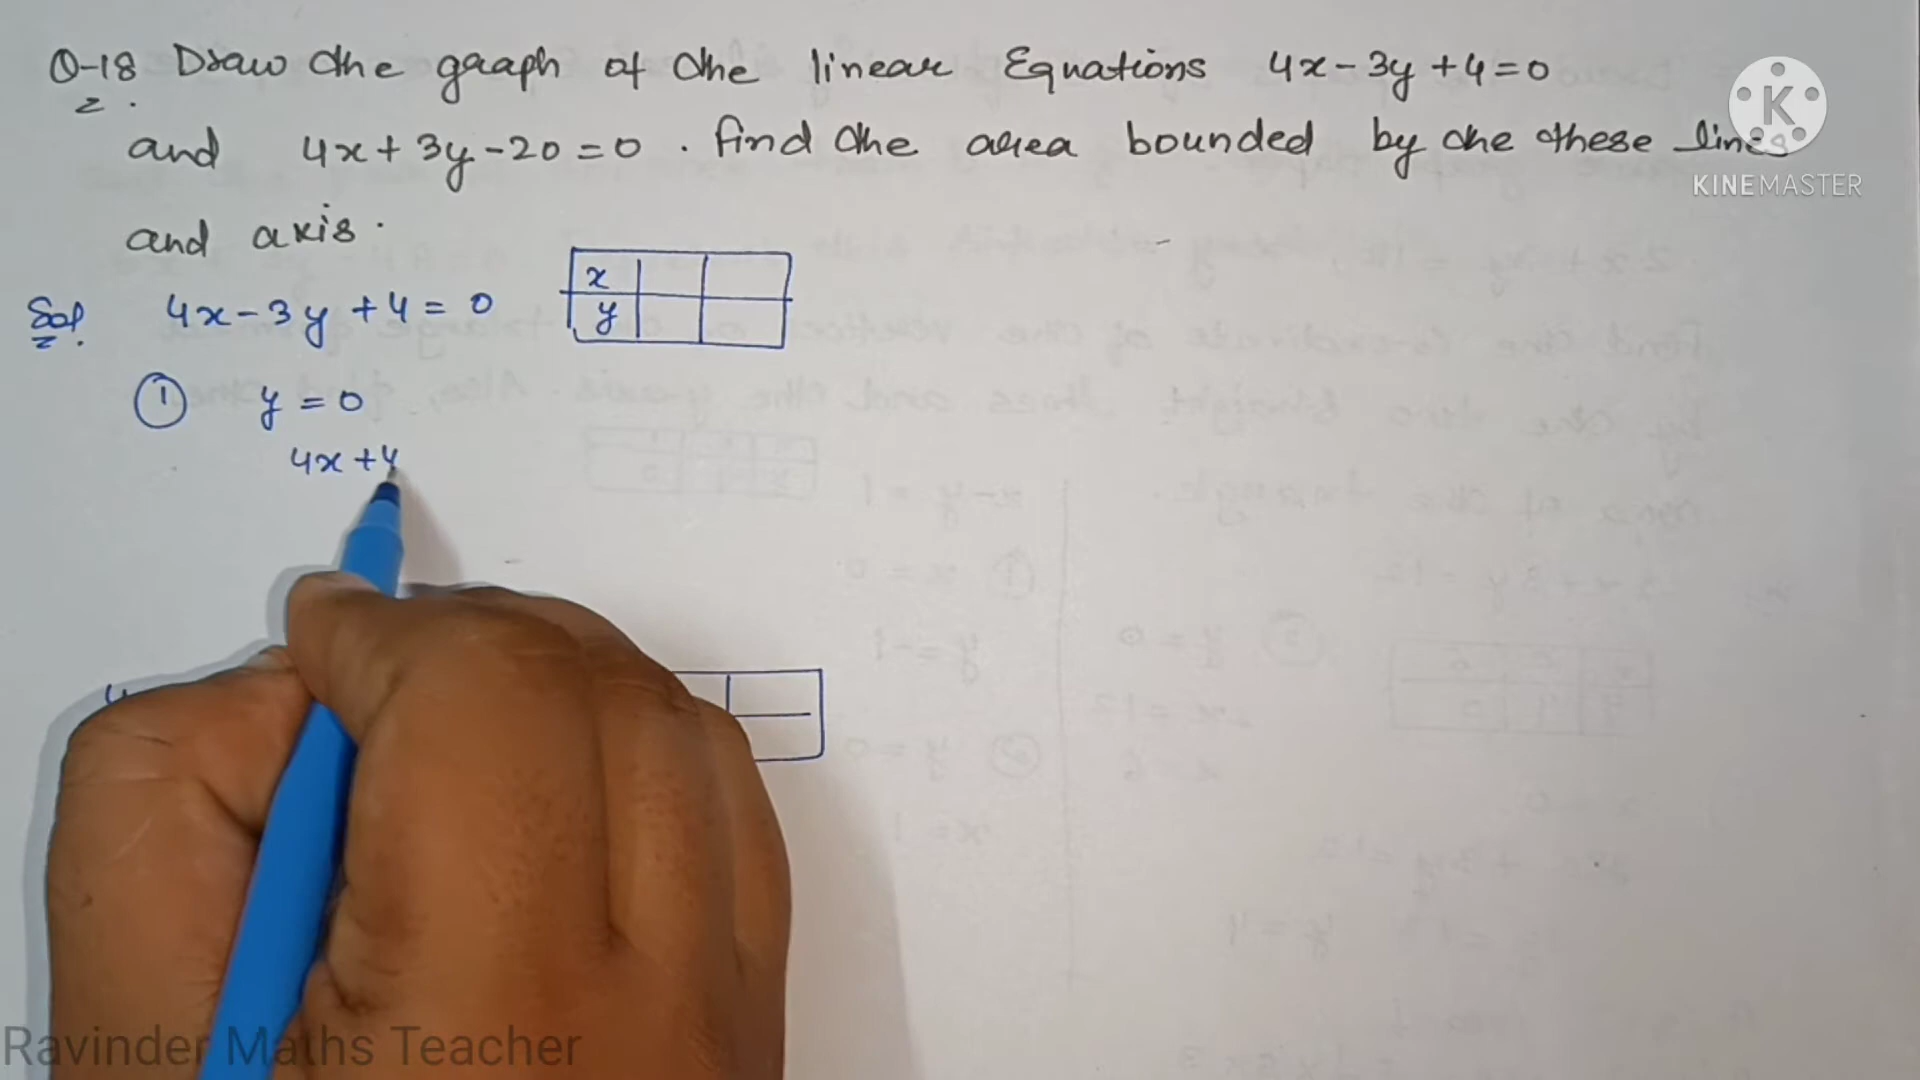 Q-18 Draw the graph of the linear Equations 4x-3y+4=0
and 4x+3y-20=0. Find the area bounded by the these lines
and axis.
KINEMASTER
Sol. 4x-3y+4=0
x
y
① y=0
4x+4
Ravinder Maths Teacher